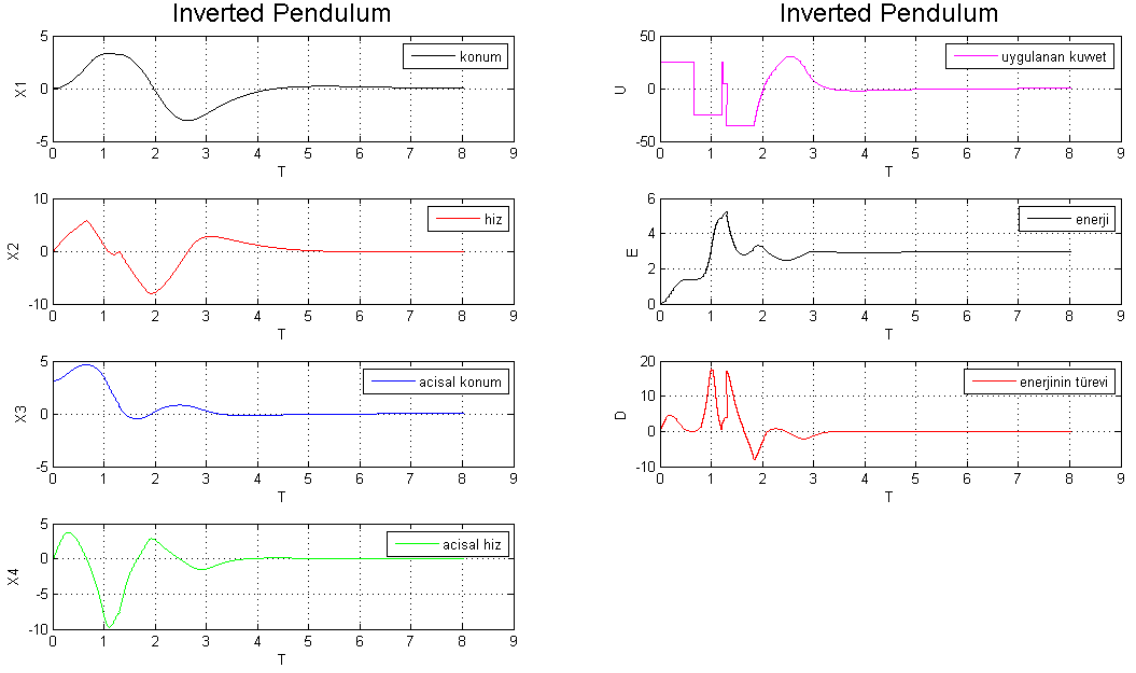 Inverted Pendulum
5
0
-5
X1
konum
0 1 2 3 4 5 6 7 8 9
T
10
0
-10
X2
hiz
0 1 2 3 4 5 6 7 8 9
T
5
0
-5
X3
acisal konum
0 1 2 3 4 5 6 7 8 9
T
5
0
-5
-10
X4
acisal hiz
0 1 2 3 4 5 6 7 8 9
T
Inverted Pendulum
50
0
-50
U
uygulanan kuvvet
0 1 2 3 4 5 6 7 8 9
T
6
4
2
0
E
enerji
0 1 2 3 4 5 6 7 8 9
T
20
10
0
-10
D
enerjinin türevi
0 1 2 3 4 5 6 7 8 9
T